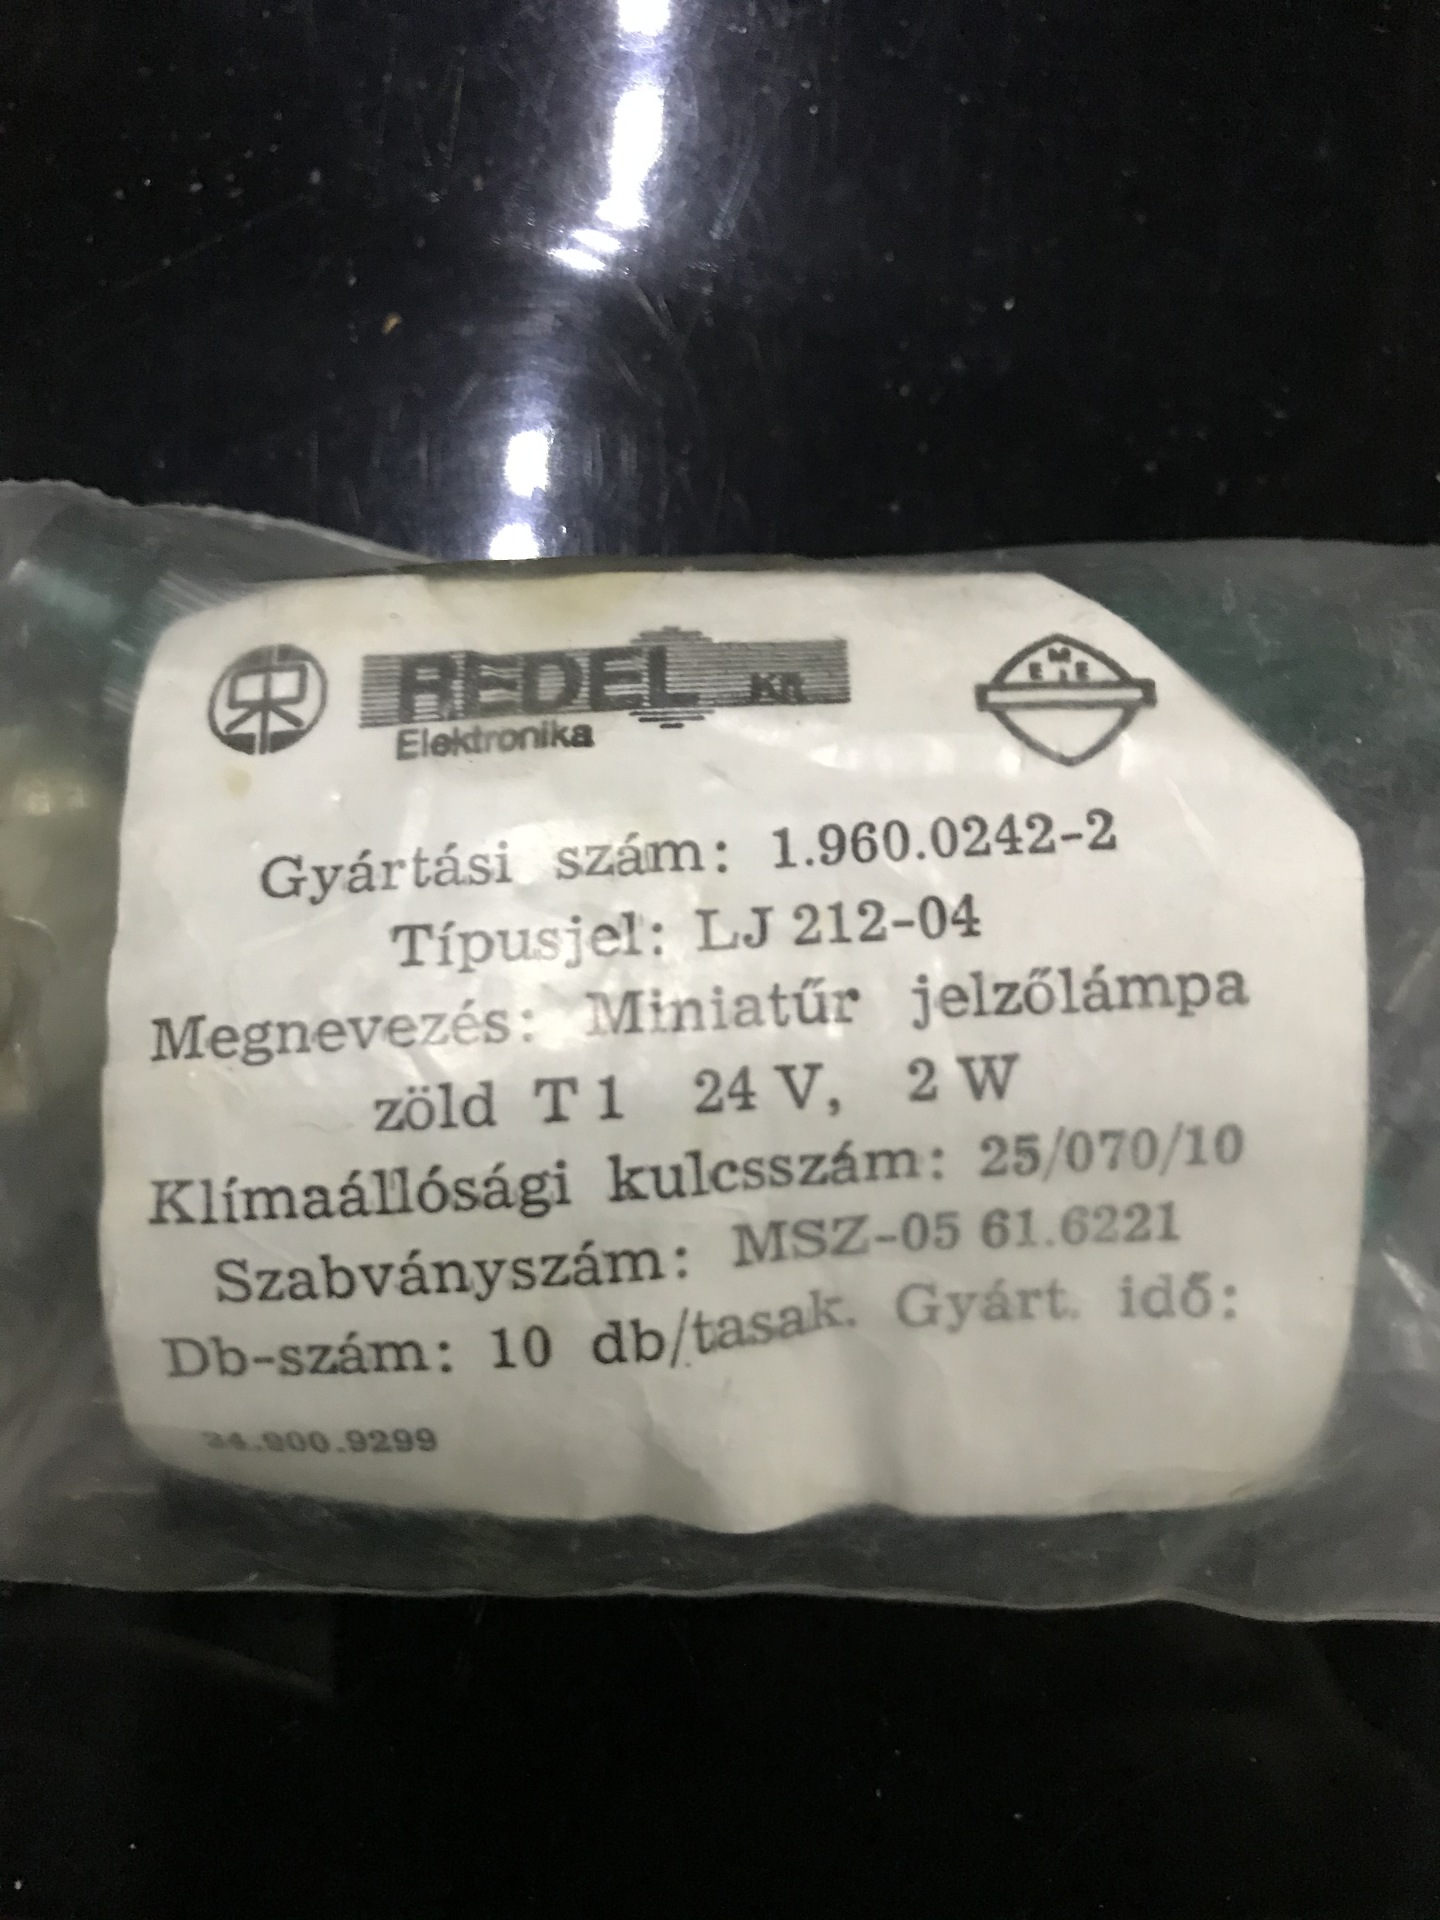 REDEL Kft
Elektronika
MEIE
Gyártási szám: 1.960.0242-2
Típusjel: LJ 212-04
Megnevezés: Miniatűr jelzőlámpa
zöld T1 24 V, 2 W
Klímaállósági kulcsszám: 25/070/10
Szabványszám: MSZ-05 61.6221
Db-szám: 10 db/tasak. Gyárt. idő:
34.900.9299